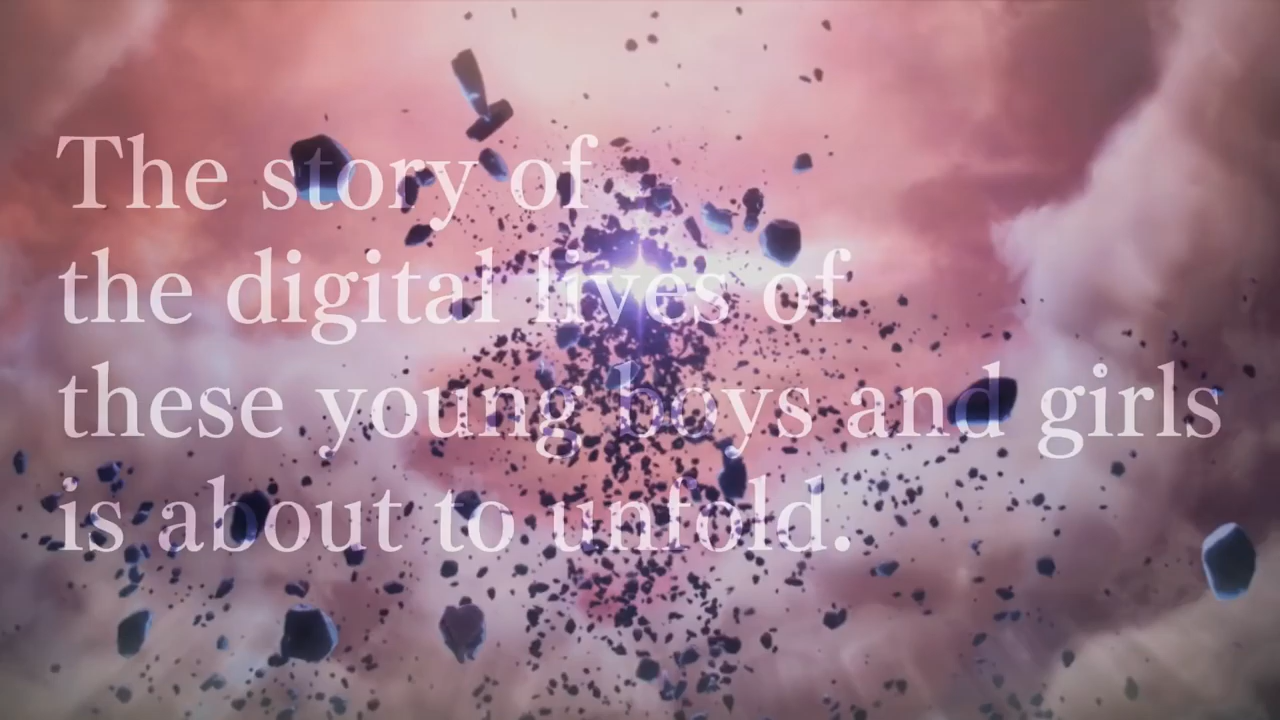 The story of
the digital lives of
these young boys and girls
is about to unfold.